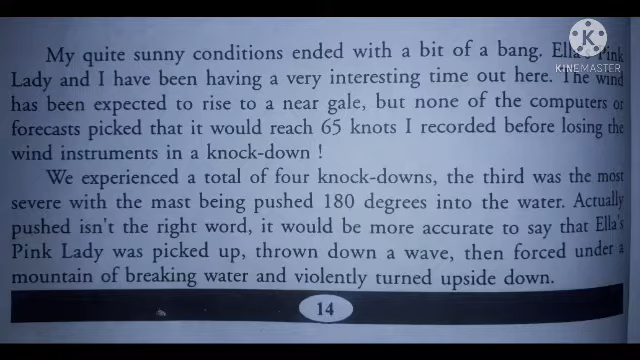 My quite sunny conditions ended with a bit of a bang. Ella's Pink
Lady and I have been having a very interesting time out here. The wind
has been expected to rise to a near gale, but none of the computers or
forecasts picked that it would reach 65 knots I recorded before losing the
wind instruments in a knock-down !
We experienced a total of four knock-downs, the third was the most
severe with the mast being pushed 180 degrees into the water. Actually
pushed isn't the right word, it would be more accurate to say that Ella's
Pink Lady was picked up, thrown down a wave, then forced under a
mountain of breaking water and violently turned upside down.
14
K
KINEMASTER